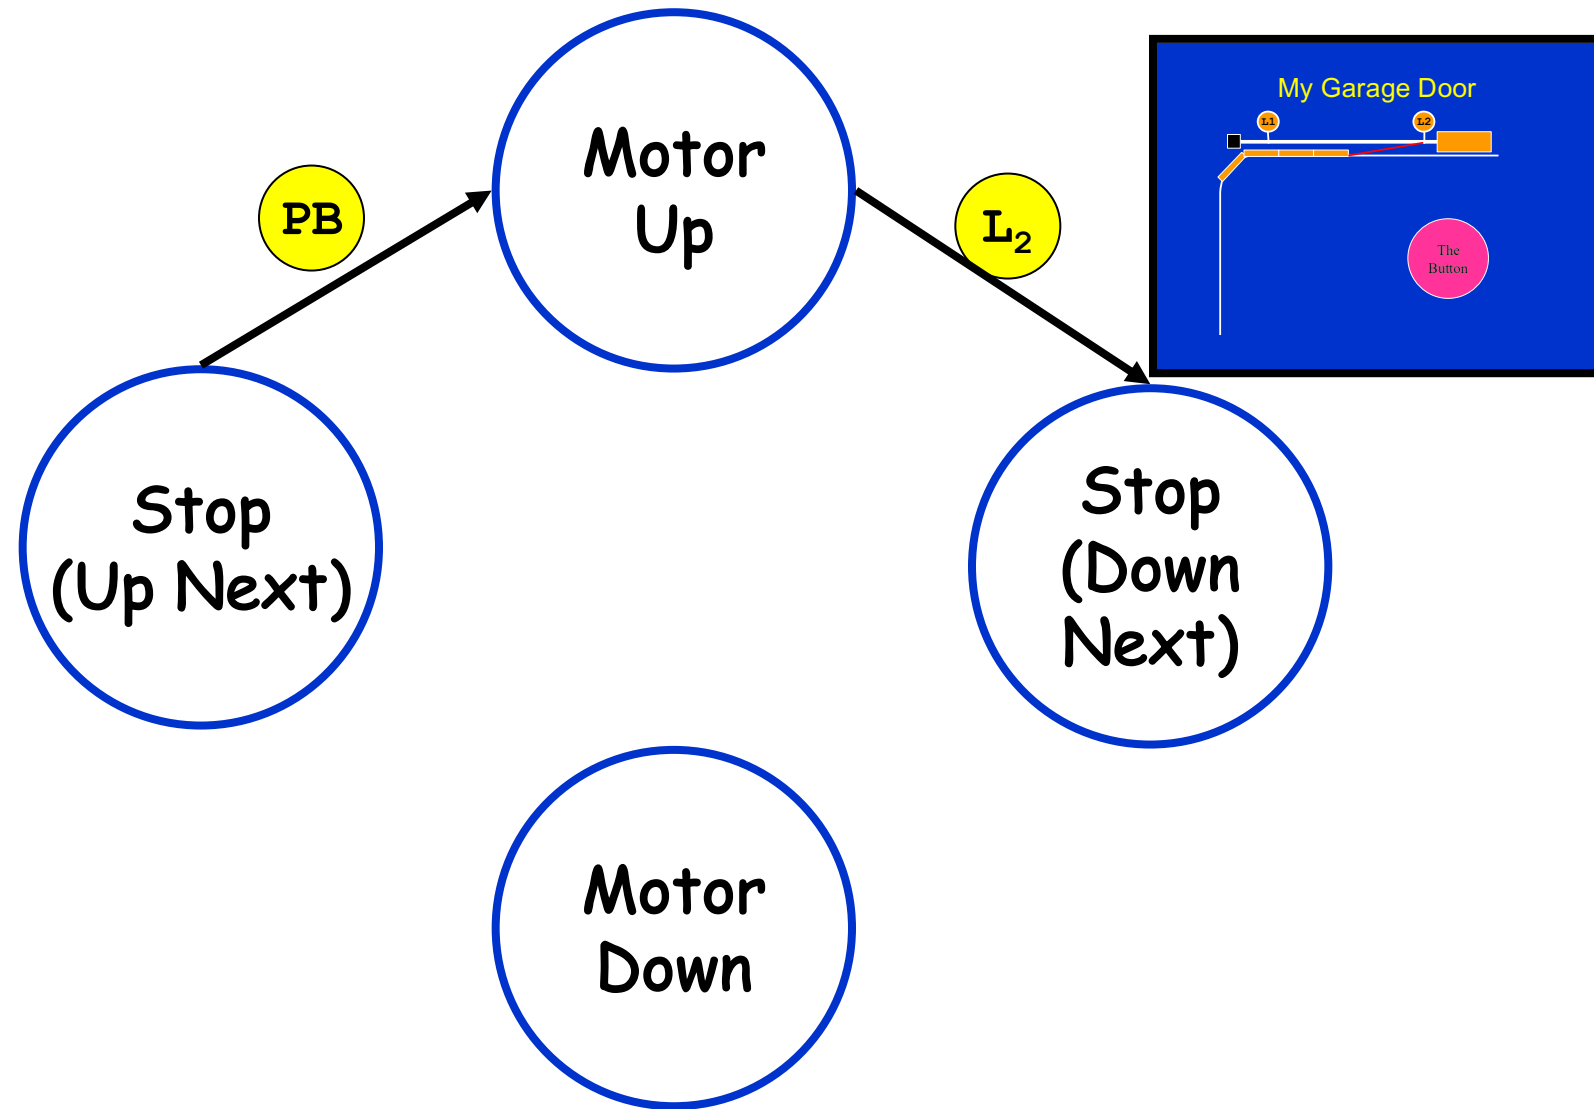 Motor
Up
PB
L₂
My Garage Door
L1
L2
The
Button
Stop
(Up Next)
Stop
(Down
Next)
Motor
Down